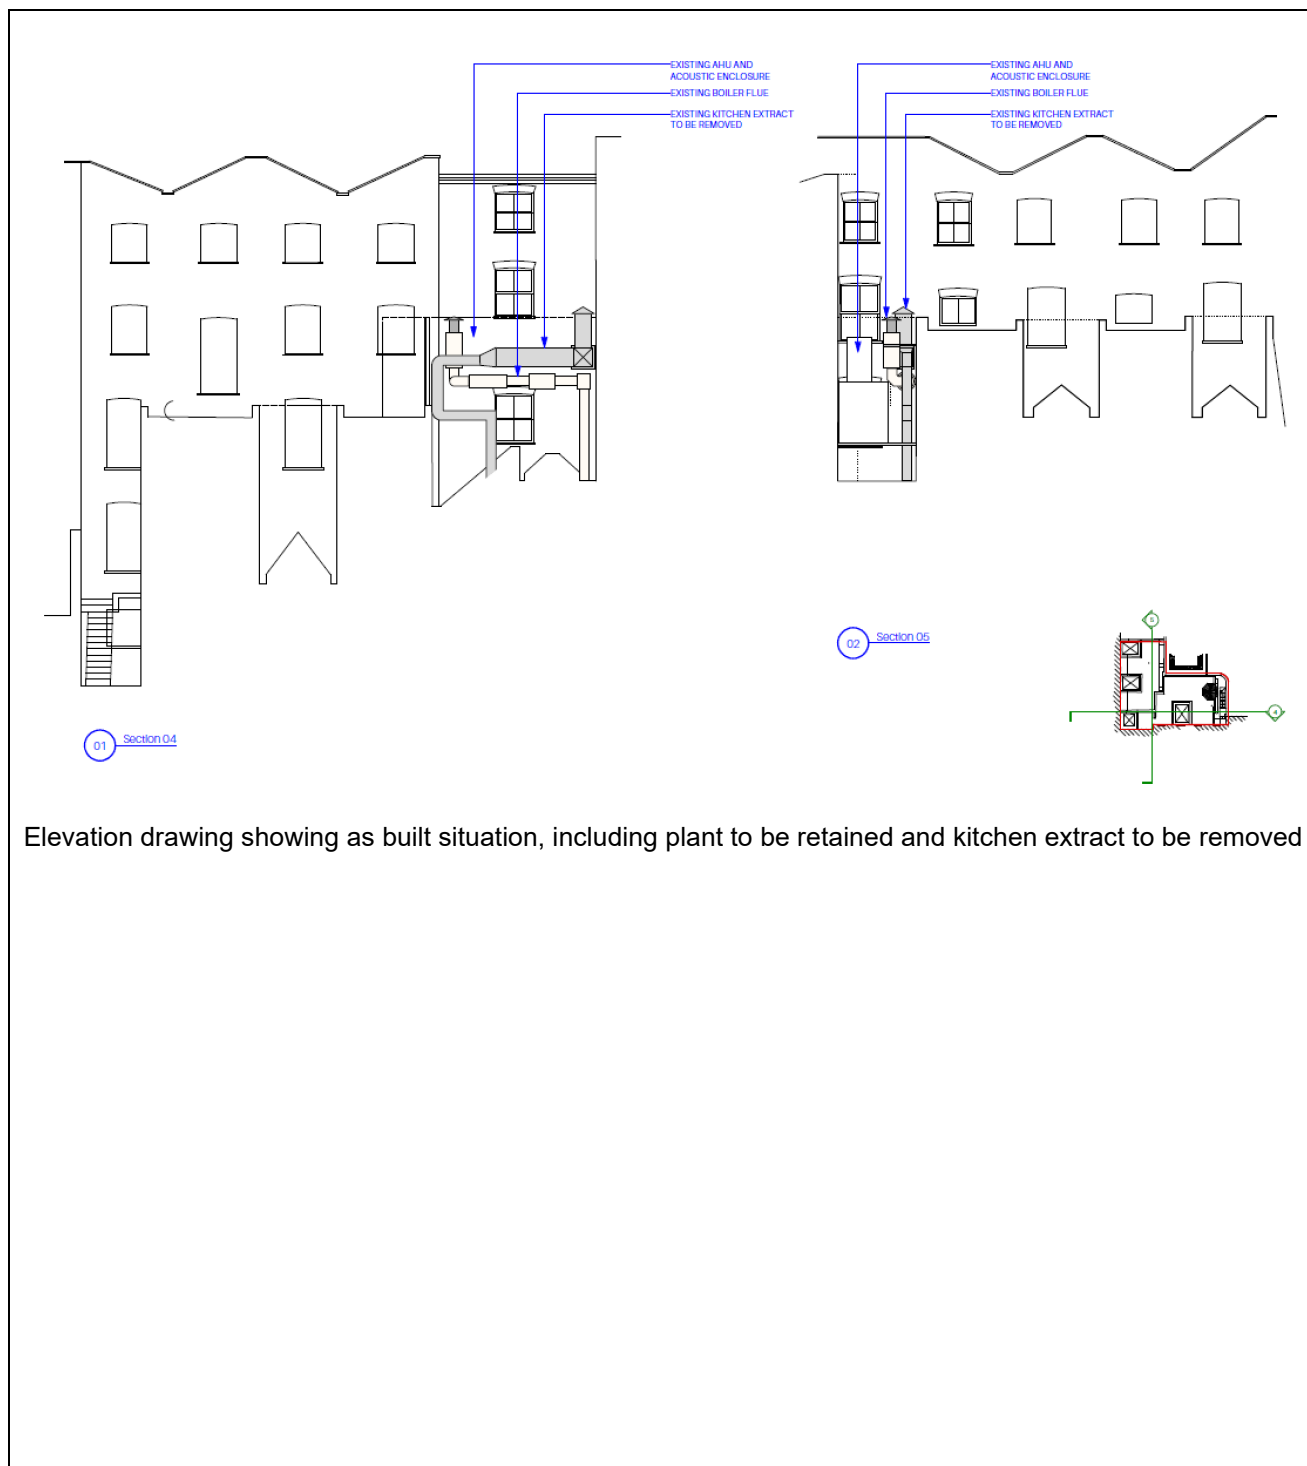 EXISTING AHU AND
ACOUSTIC ENCLOSURE
EXISTING BOILER FLUE
EXISTING KITCHEN EXTRACT
TO BE REMOVED
EXISTING AHU AND
ACOUSTIC ENCLOSURE
EXISTING BOILER FLUE
EXISTING KITCHEN EXTRACT
TO BE REMOVED
01 Section 04
02 Section 05
5
4
Elevation drawing showing as built situation, including plant to be retained and kitchen extract to be removed